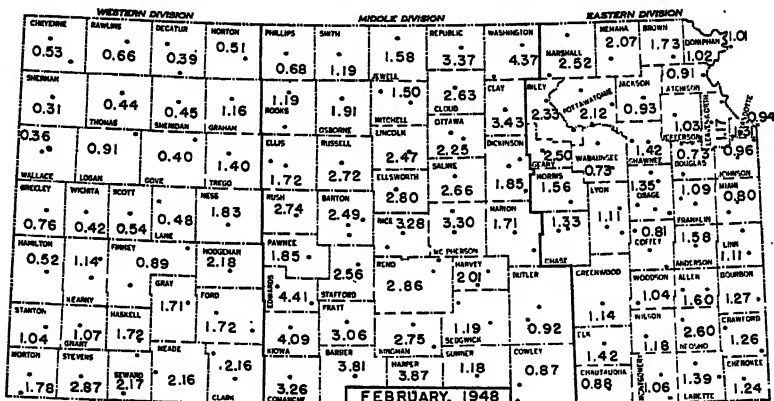 WESTERN DIVISION MIDDLE DIVISION EASTERN DIVISION
CHEYENNE RAWLINS DECATUR NORTON PHILLIPS SMITH JEWELL REPUBLIC WASHINGTON MARSHALL NEMAHA BROWN DONIPHAN
0.53 0.66 0.39 0.51 0.68 1.19 1.58 3.37 4.37 2.52 2.07 1.73 1.02 1.01
SHERMAN THOMAS SHERIDAN GRAHAM ROOKS OSBORNE MITCHELL CLOUD CLAY RILEY POTTAWATOMIE JACKSON ATCHISON
0.31 0.44 0.45 1.16 1.19 1.91 1.50 2.63 3.43 2.33 2.12 0.93 0.91
LINCOLN OTTAWA DICKINSON GEARY WABAUNSEE SHAWNEE JEFFERSON LEAVENWORTH DOUGLAS JOHNSON
2.47 2.25 1.85 2.50 0.73 1.42 1.03 1.17 1.31 0.94 0.96
WALLACE LOGAN GOVE TREGO ELLIS RUSSELL ELLSWORTH SALINE MORRIS LYON OSAGE FRANKLIN MIAMI
0.36 0.91 0.40 1.40 1.72 2.72 2.80 2.66 1.56 1.11 1.35 1.09 0.80
GREELEY WICHITA SCOTT LANE NESS RUSH BARTON RICE MC PHERSON MARION CHASE COFFEY ANDERSON LINN
0.76 0.42 0.54 0.48 1.83 2.74 2.49 3.28 3.30 1.71 1.33 0.81 1.58 1.11
HAMILTON KEARNY FINNEY HODGEMAN PAWNEE STAFFORD RENO HARVEY BUTLER GREENWOOD WOODSON ALLEN BOURBON
0.52 1.14 0.89 2.18 1.85 2.56 2.86 2.01 0.92 1.14 1.04 1.60 1.27
STANTON GRANT HASKELL GRAY FORD EDWARDS KIOWA PRATT KINGMAN SEDGWICK ELK WILSON NEOSHO CRAWFORD
1.04 1.07 1.72 1.71 1.72 4.41 4.09 3.06 2.75 1.19 1.42 1.18 2.60 1.26
MORTON STEVENS SEWARD MEADE CLARK COMANCHE BARBER HARPER SUMNER COWLEY CHAUTAUQUA MONTGOMERY LABETTE CHEROKEE
1.78 2.87 2.17 2.16 2.16 3.26 3.81 3.87 1.18 0.87 0.88 1.06 1.39 1.24
FEBRUARY, 1948